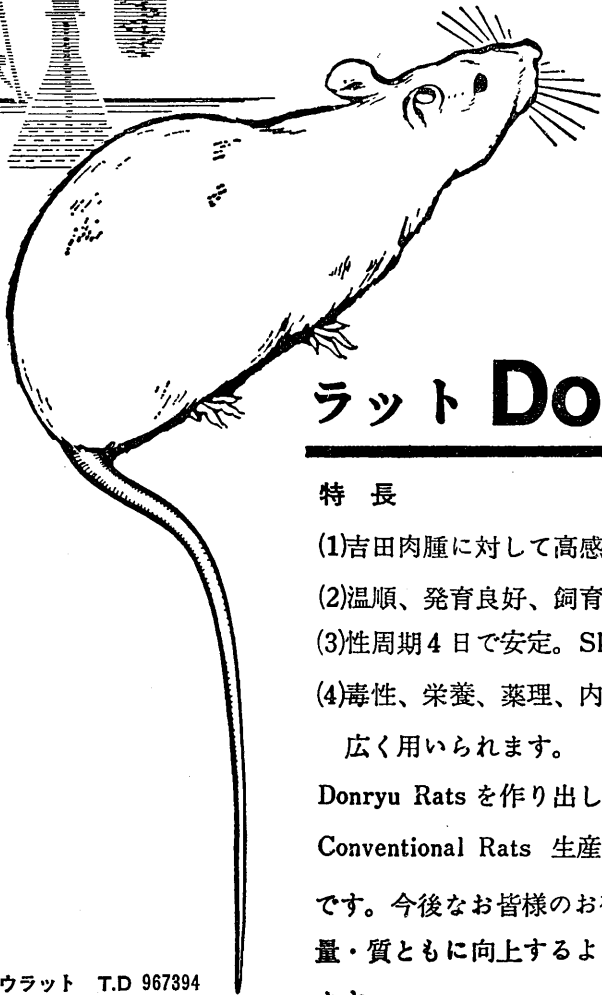 ラット Do
特 長
(1)吉田肉腫に対して高感
(2)温順、発育良好、飼育
(3)性周期4日で安定。
(4)毒性、栄養、薬理、内
広く用いられます。
Donryu Rats を作り出し
Conventional Rats 生産
です。今後なお皆様のお
量・質ともに向上するよ
ウラット T.D 967394